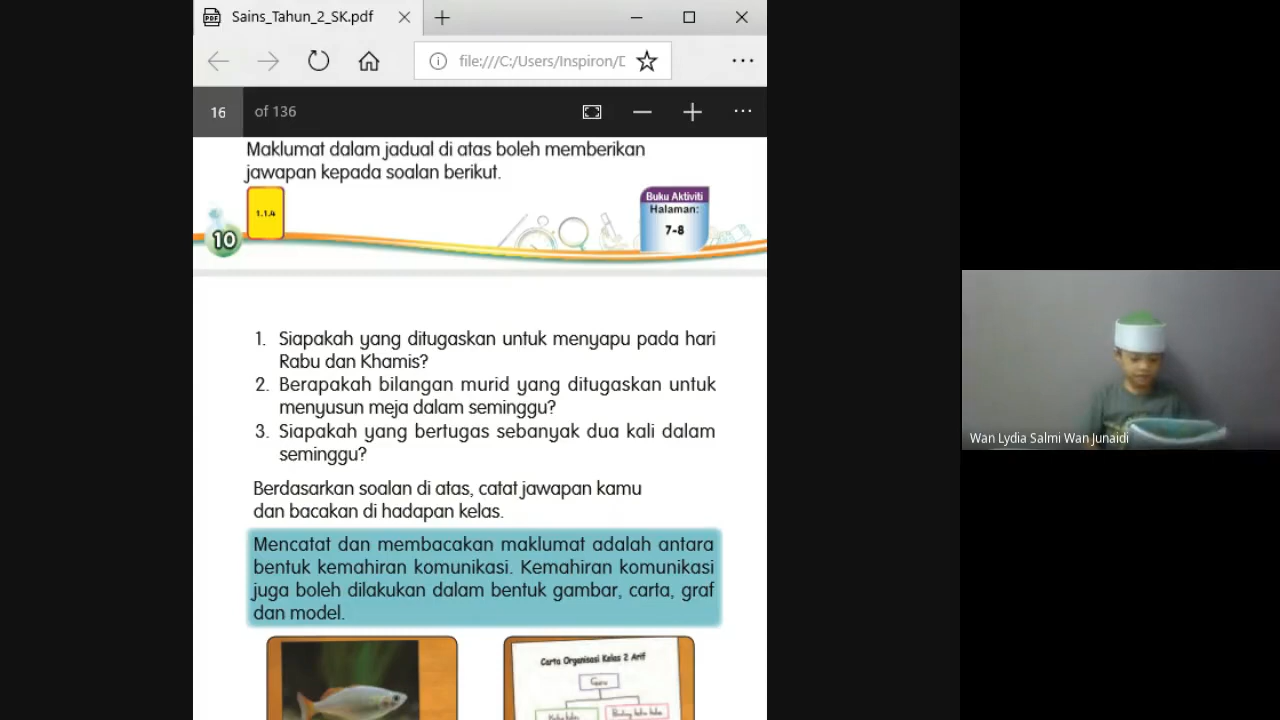 Sains_Tahun_2_SK.pdf
file:///C:/Users/Inspiron/D
16 of 136
Maklumat dalam jadual di atas boleh memberikan
jawapan kepada soalan berikut.
1.1.4
Buku Aktiviti
Halaman:
7-8
10
1. Siapakah yang ditugaskan untuk menyapu pada hari
Rabu dan Khamis?
2. Berapakah bilangan murid yang ditugaskan untuk
menyusun meja dalam seminggu?
3. Siapakah yang bertugas sebanyak dua kali dalam
seminggu?
Berdasarkan soalan di atas, catat jawapan kamu
dan bacakan di hadapan kelas.
Mencatat dan membacakan maklumat adalah antara
bentuk kemahiran komunikasi. Kemahiran komunikasi
juga boleh dilakukan dalam bentuk gambar, carta, graf
dan model.
Carta Organisasi Kelas 2 Arif
Guru
Wan Lydia Salmi Wan Junaidi